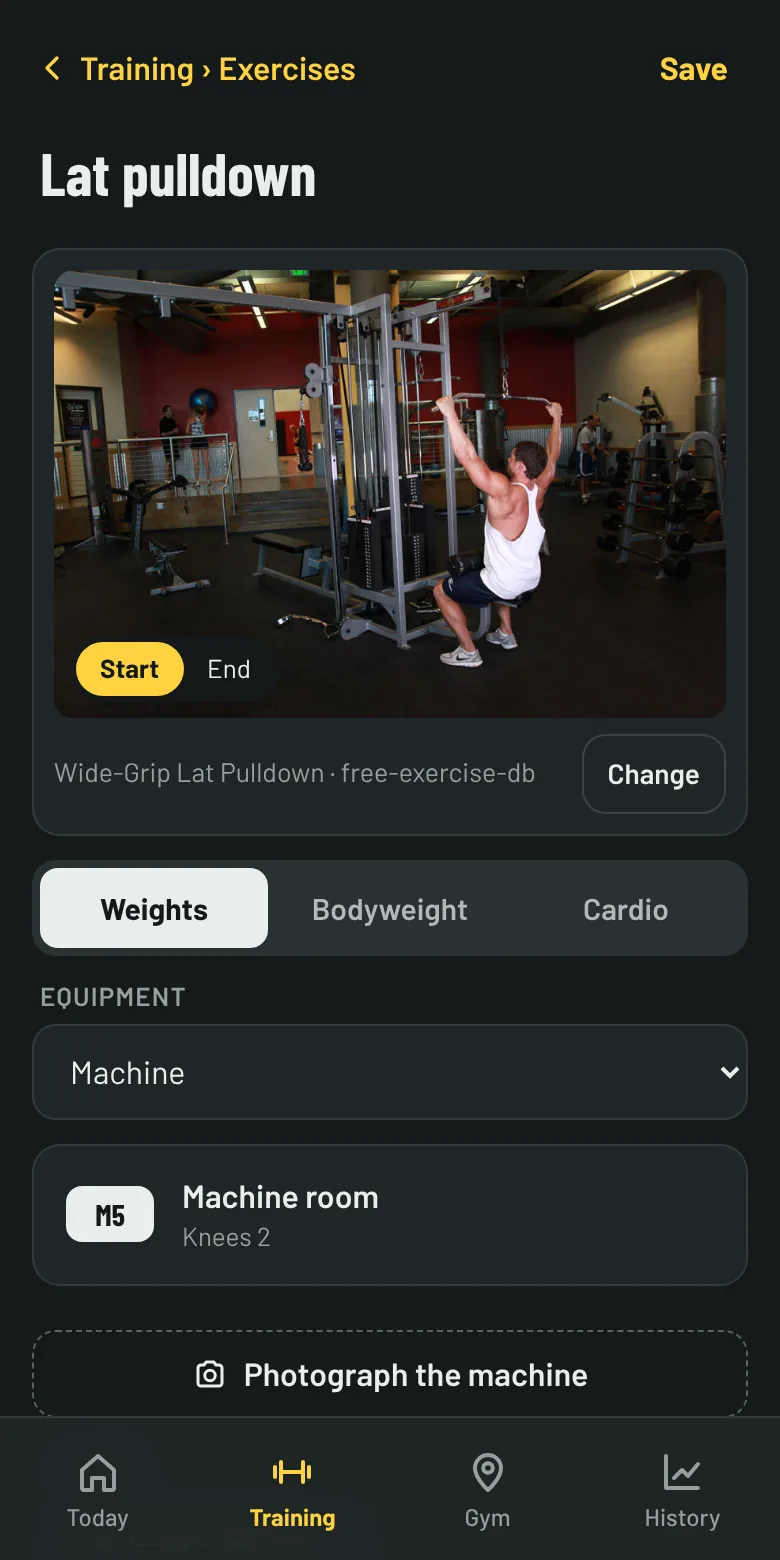 Training › Exercises
Save
Lat pulldown
Start
End
Wide-Grip Lat Pulldown · free-exercise-db
Change
Weights
Bodyweight
Cardio
EQUIPMENT
Machine
M5
Machine room
Knees 2
Photograph the machine
Today
Training
Gym
History